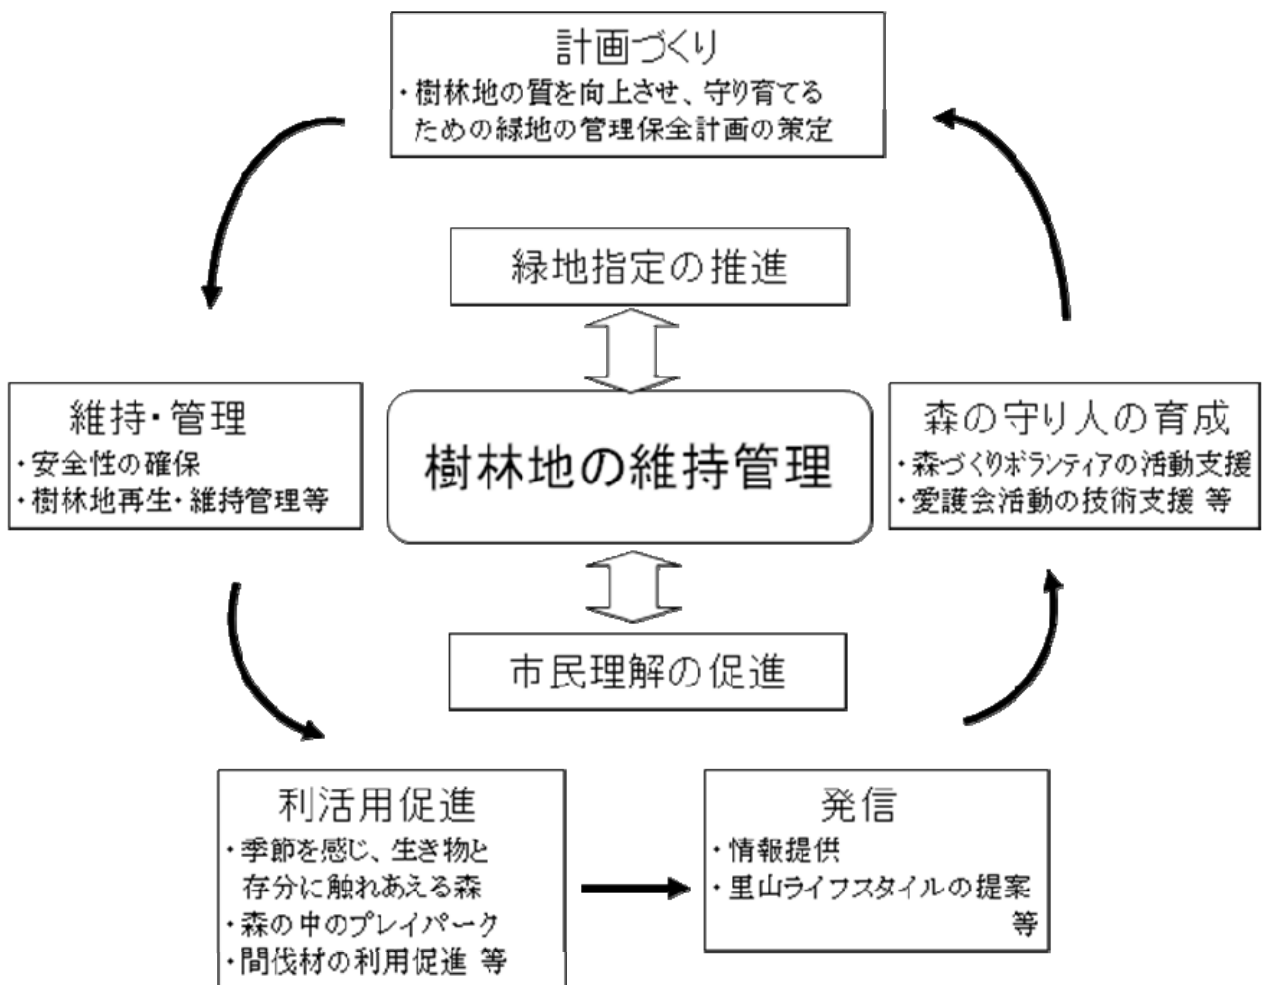 計画づくり
・樹林地の質を向上させ、守り育てる
ための緑地の管理保全計画の策定
緑地指定の推進
維持・管理
・安全性の確保
・樹林地再生・維持管理等
樹林地の維持管理
森の守り人の育成
・森づくりボランティアの活動支援
・愛護会活動の技術支援 等
市民理解の促進
利活用促進
・季節を感じ、生き物と
存分に触れあえる森
・森の中のプレイパーク
・間伐材の利用促進 等
発信
・情報提供
・里山ライフスタイルの提案
等